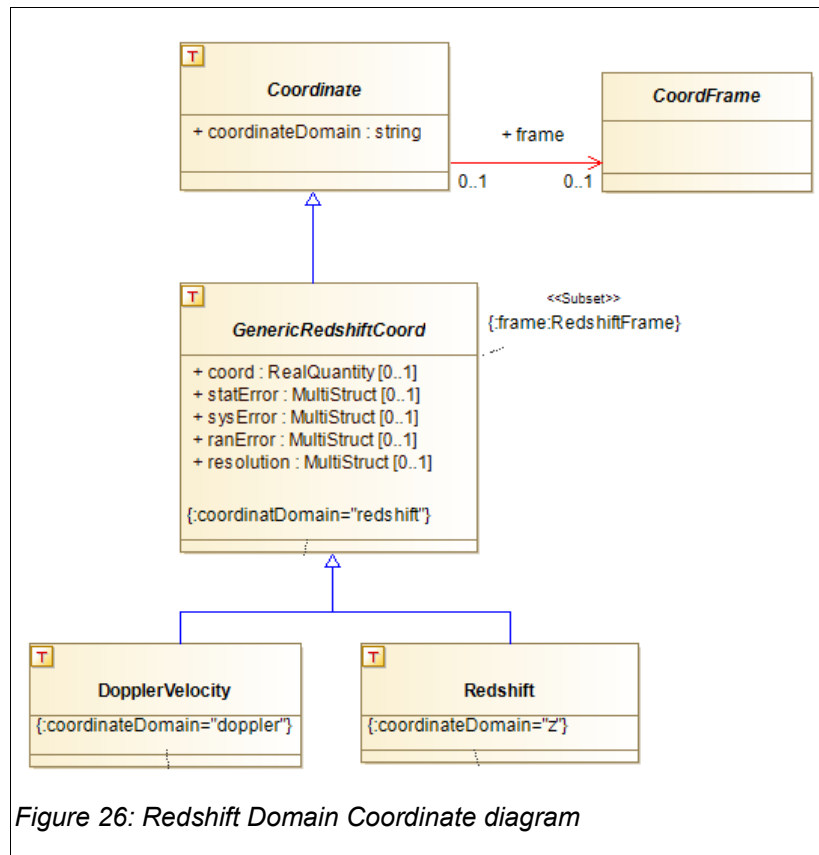 T
Coordinate
+ coordinateDomain : string
CoordFrame
+ frame
0..1
0..1
T
GenericRedshiftCoord
+ coord : RealQuantity [0..1]
+ statError : MultiStruct [0..1]
+ sysError : MultiStruct [0..1]
+ ranError : MultiStruct [0..1]
+ resolution : MultiStruct [0..1]
{:coordinatDomain="redshift"}
<<Subset>>
{:frame:RedshiftFrame}
T
DopplerVelocity
{:coordinateDomain="doppler"}
T
Redshift
{:coordinateDomain="z"}
Figure 26: Redshift Domain Coordinate diagram